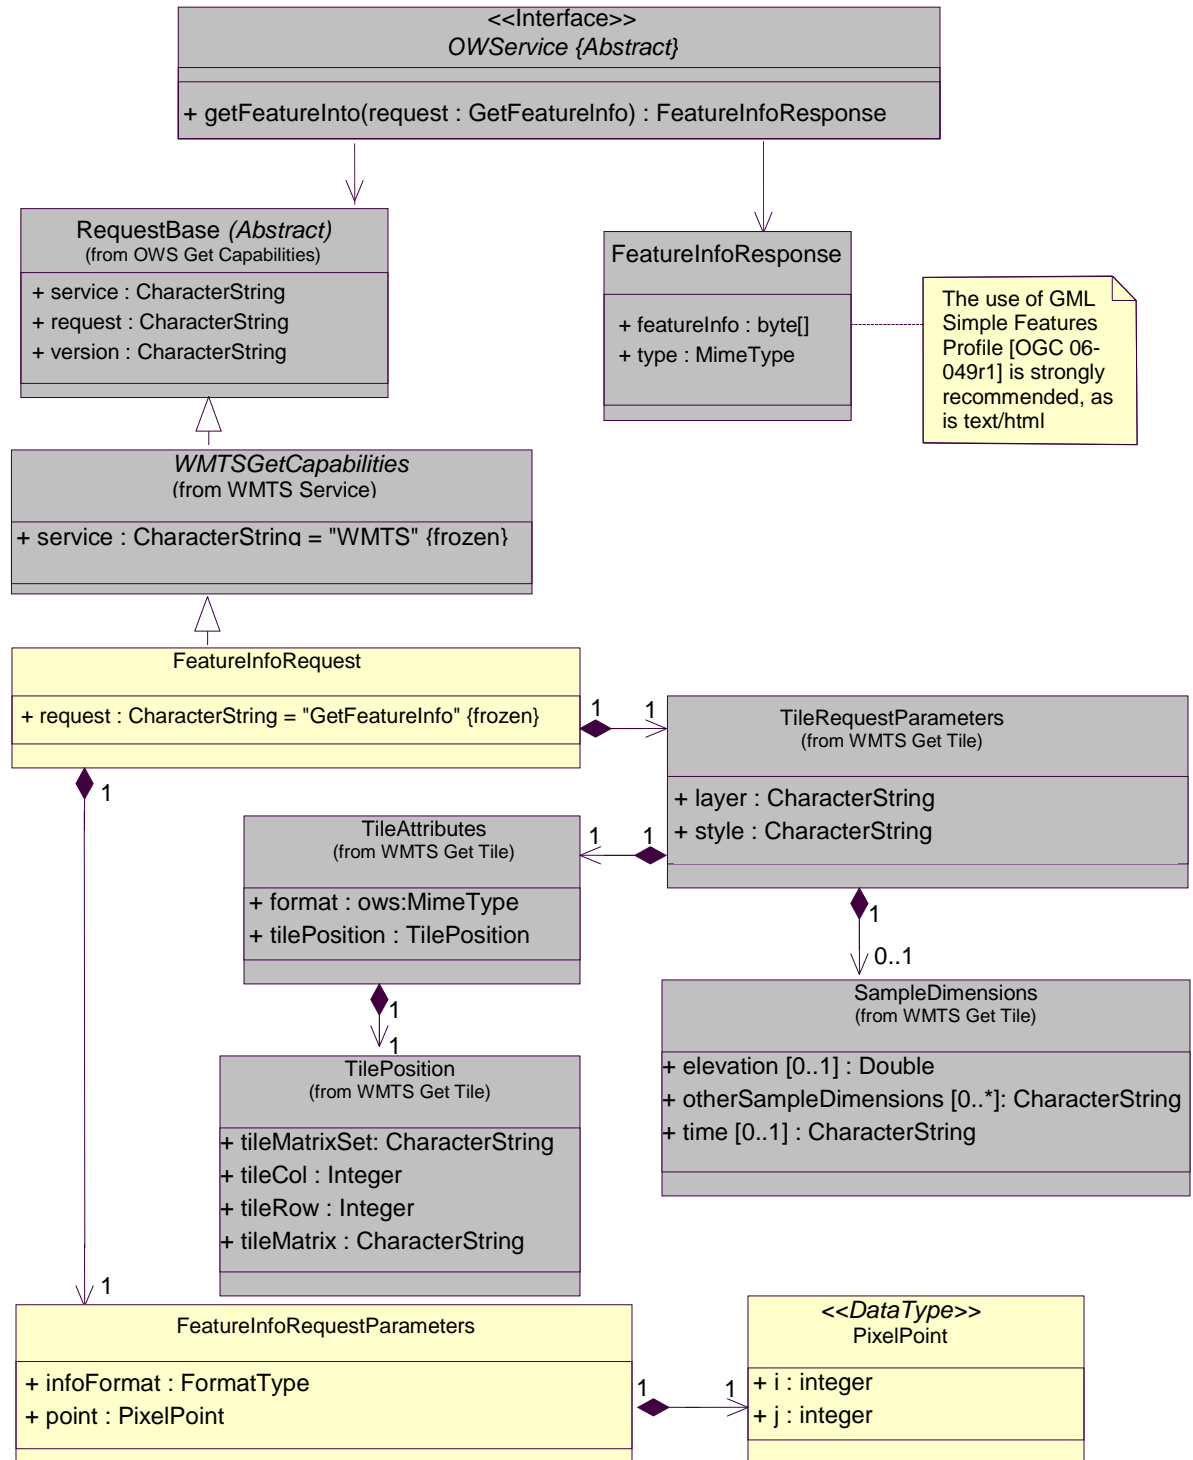 <<Interface>>
OWService {Abstract}
+ getFeatureInto(request : GetFeatureInfo) : FeatureInfoResponse
RequestBase (Abstract)
(from OWS Get Capabilities)
+ service : CharacterString
+ request : CharacterString
+ version : CharacterString
FeatureInfoResponse
+ featureInfo : byte[]
+ type : MimeType
The use of GML
Simple Features
Profile [OGC 06-
049r1] is strongly
recommended, as
is text/html
WMTSGetCapabilities
(from WMTS Service)
+ service : CharacterString = "WMTS" {frozen}
FeatureInfoRequest
+ request : CharacterString = "GetFeatureInfo" {frozen}
1
1
TileRequestParameters
(from WMTS Get Tile)
+ layer : CharacterString
+ style : CharacterString
1
TileAttributes
(from WMTS Get Tile)
+ format : ows:MimeType
+ tilePosition : TilePosition
1
1
1
0..1
SampleDimensions
(from WMTS Get Tile)
+ elevation [0..1] : Double
+ otherSampleDimensions [0..*]: CharacterString
+ time [0..1] : CharacterString
1
1
TilePosition
(from WMTS Get Tile)
+ tileMatrixSet: CharacterString
+ tileCol : Integer
+ tileRow : Integer
+ tileMatrix : CharacterString
1
FeatureInfoRequestParameters
+ infoFormat : FormatType
+ point : PixelPoint
1
1
<<DataType>>
PixelPoint
+ i : integer
+ j : integer